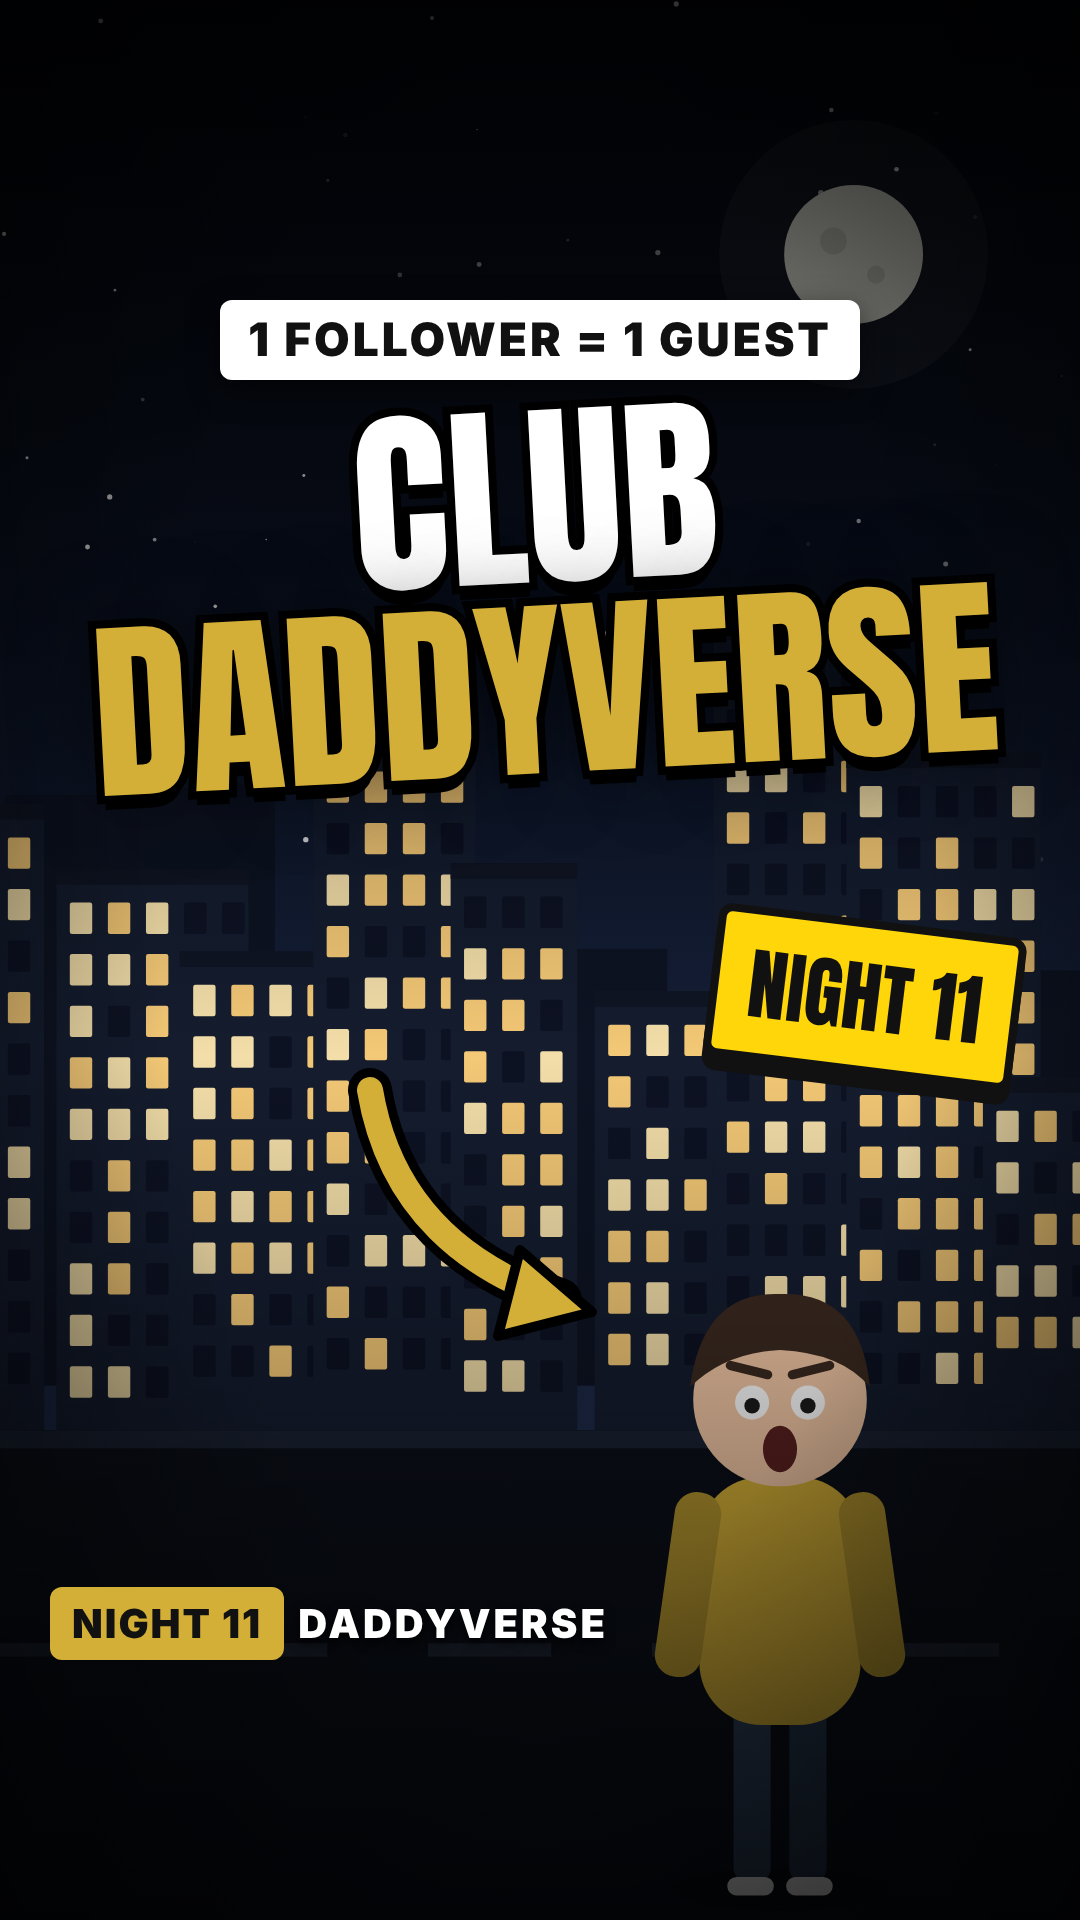 1 FOLLOWER = 1 GUEST
CLUB
DADDYVERSE
NIGHT 11
NIGHT 11 DADDYVERSE